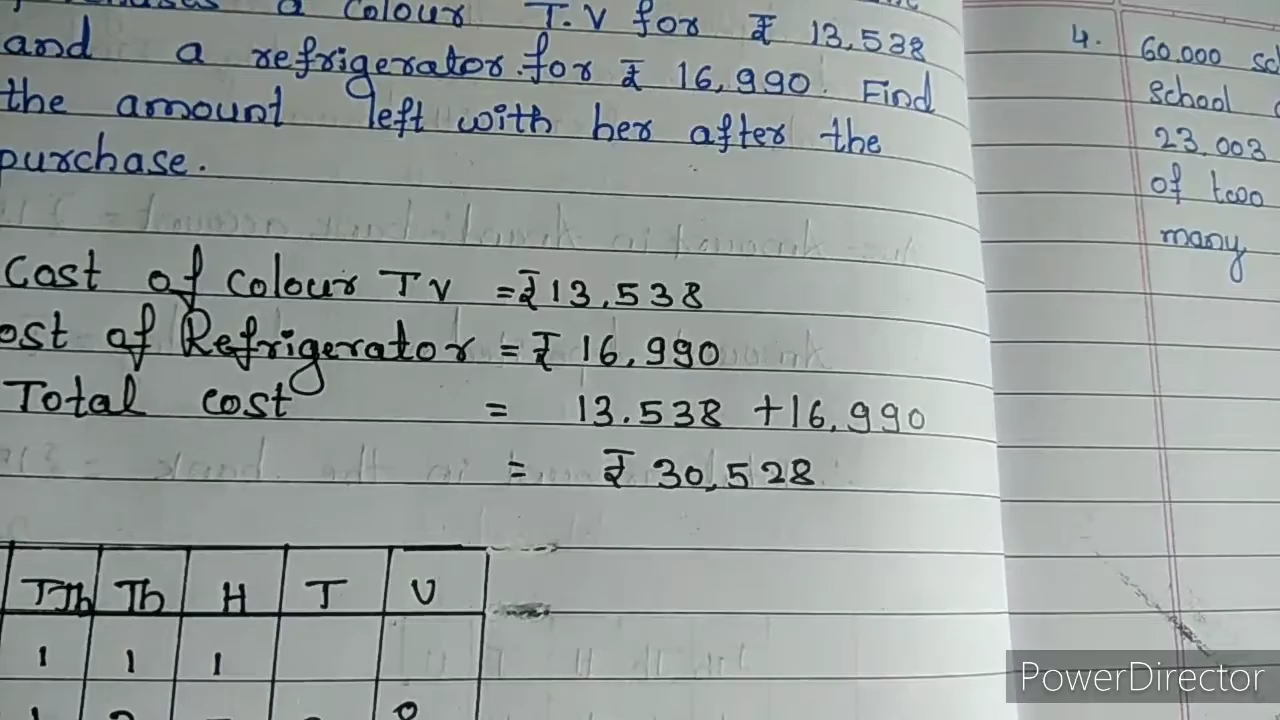 a Colour T.V for ₹ 13,538
and a refrigerator for ₹ 16,990. Find
the amount left with her after the
purchase.
Cost of Colour TV = ₹ 13,538
ost of Refrigerator = ₹ 16,990
Total cost = 13.538 + 16,990
= ₹ 30,528
TTh Th H T U
1 1 1
4. 60.000
School
23.003
of two
many
PowerDirector